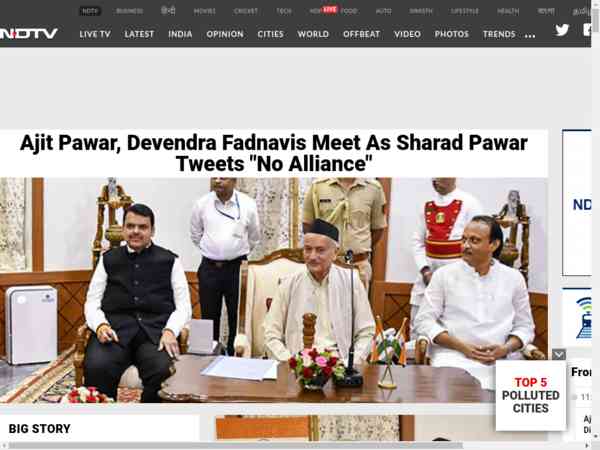 NDTV BUSINESS हिन्दी MOVIES CRICKET TECH HOP LIVE FOOD AUTO SWASTH LIFESTYLE HEALTH বাংলা தமிழ்
NDTV LIVE TV LATEST INDIA OPINION CITIES WORLD OFFBEAT VIDEO PHOTOS TRENDS ...
Ajit Pawar, Devendra Fadnavis Meet As Sharad Pawar
Tweets "No Alliance"
ND
TOP 5
POLLUTED
CITIES
Fror
11:
Aj
Di
BIG STORY